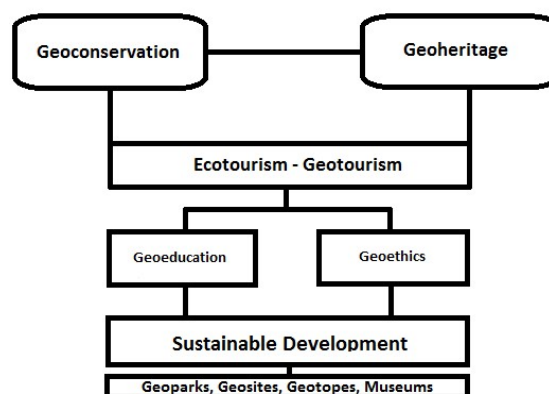 Geoconservation
Geoheritage
Ecotourism - Geotourism
Geoeducation
Geoethics
Sustainable Development
Geoparks, Geosites, Geotopes, Museums